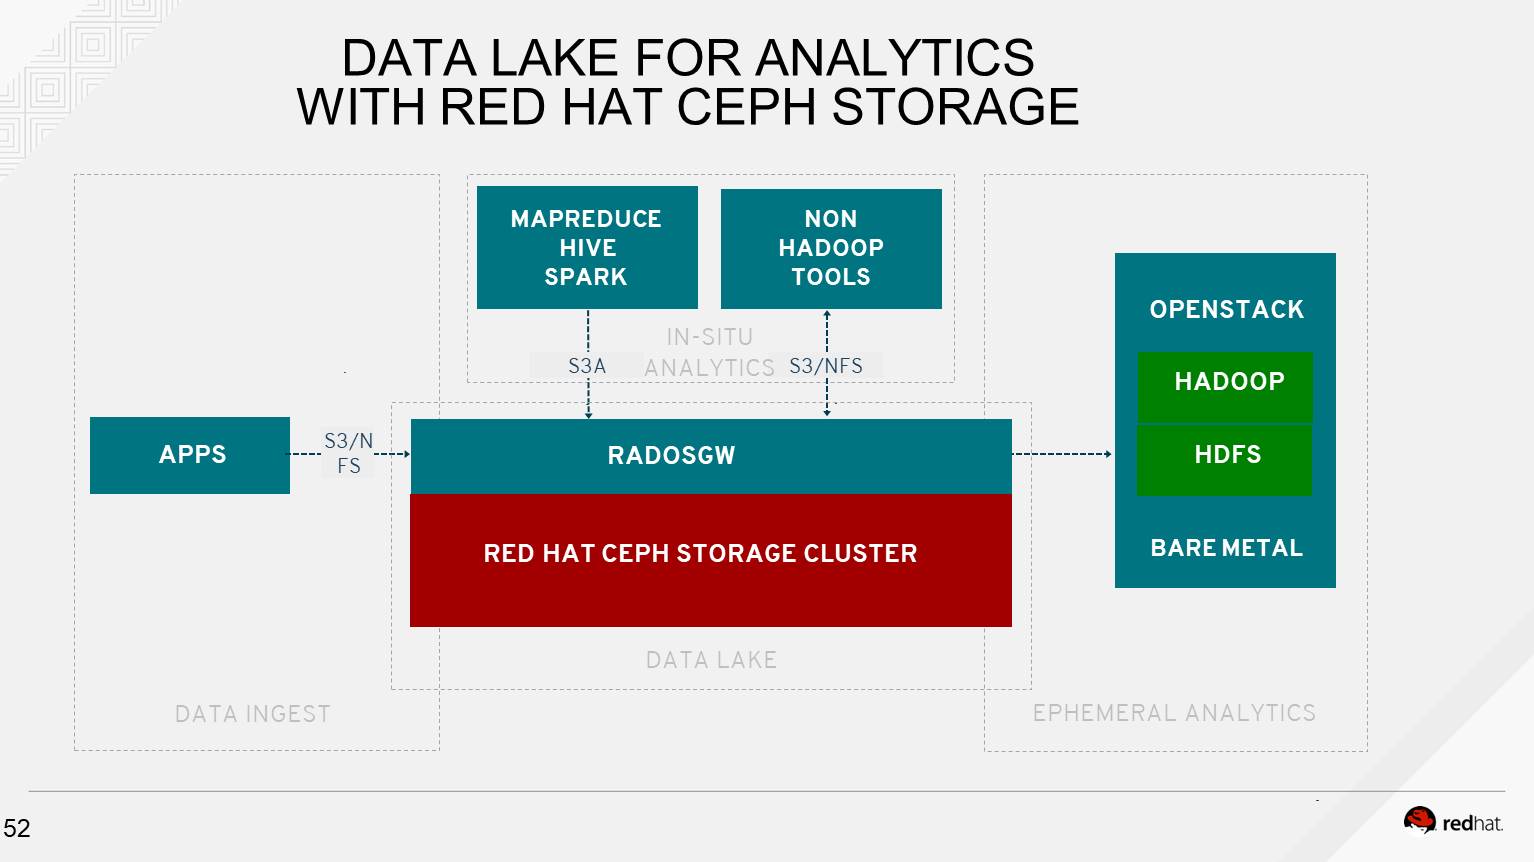 DATA LAKE FOR ANALYTICS
WITH RED HAT CEPH STORAGE
MAPREDUCE
HIVE
SPARK
NON
HADOOP
TOOLS
IN-SITU
ANALYTICS
S3A
S3/NFS
APPS
S3/N
FS
RADOSGW
RED HAT CEPH STORAGE CLUSTER
OPENSTACK
HADOOP
HDFS
BARE METAL
DATA LAKE
DATA INGEST
EPHEMERAL ANALYTICS
52
redhat.